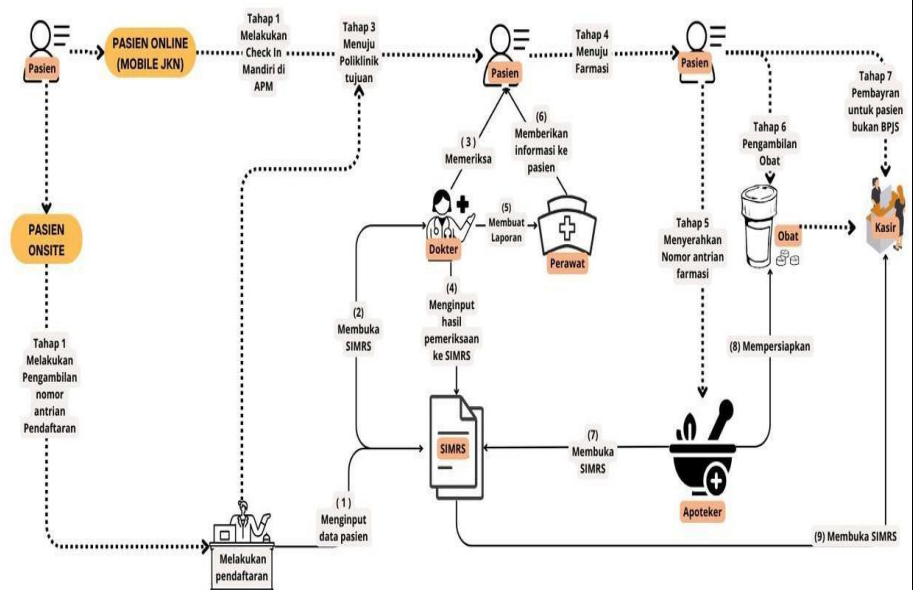 Pasien
PASIEN ONLINE
(MOBILE JKN)
Tahap 1
Melakukan
Check In
Mandiri di
APM
Tahap 3
Menuju
Poliklinik
tujuan
Pasien
Tahap 4
Menuju
Farmasi
Pasien
Tahap 7
Pembayran
untuk pasien
bukan BPJS
Tahap 6
Pengambilan
Obat
(6)
Memberikan
informasi ke
pasien
( 3 )
Memeriksa
PASIEN
ONSITE
Dokter
(5)
Membuat
Laporan
Perawat
Tahap 5
Menyerahkan
Nomor antrian
farmasi
Obat
Kasir
(4)
Menginput
hasil
pemeriksaan
ke SIMRS
(2)
Membuka
SIMRS
Tahap 1
Melakukan
Pengambilan
nomor
antrian
Pendaftaran
(8) Mempersiapkan
SIMRS
(7)
Membuka
SIMRS
Apoteker
( 1 )
Menginput
data pasien
(9) Membuka SIMRS
Melakukan
pendaftaran